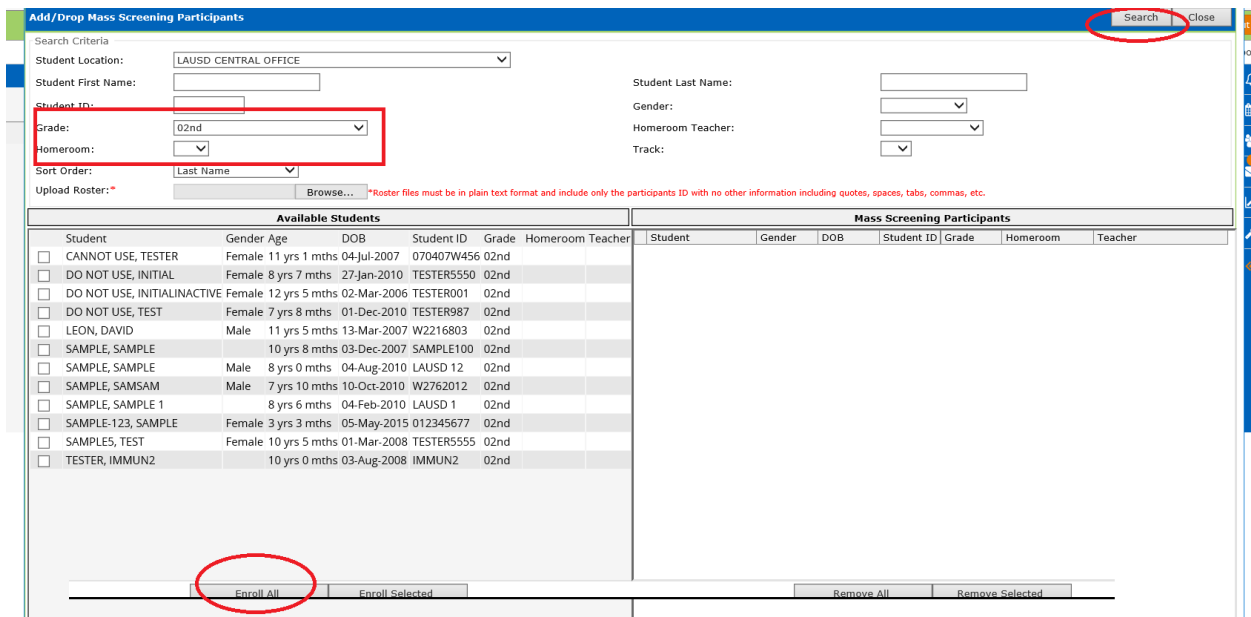 Add/Drop Mass Screening Participants Search Close
Search Criteria
Student Location: LAUSD CENTRAL OFFICE
Student First Name: Student Last Name:
Student ID: Gender:
Grade: 02nd Homeroom Teacher:
Homeroom: Track:
Sort Order: Last Name
Upload Roster:* Browse... *Roster files must be in plain text format and include only the participants ID with no other information including quotes, spaces, tabs, commas, etc.
Available Students Mass Screening Participants
Student Gender Age DOB Student ID Grade Homeroom Teacher Student Gender DOB Student ID Grade Homeroom Teacher
CANNOT USE, TESTER Female 11 yrs 1 mths 04-Jul-2007 070407W456 02nd
DO NOT USE, INITIAL Female 8 yrs 7 mths 27-Jan-2010 TESTER5550 02nd
DO NOT USE, INITIALINACTIVE Female 12 yrs 5 mths 02-Mar-2006 TESTER001 02nd
DO NOT USE, TEST Female 7 yrs 8 mths 01-Dec-2010 TESTER987 02nd
LEON, DAVID Male 11 yrs 5 mths 13-Mar-2007 W2216803 02nd
SAMPLE, SAMPLE 10 yrs 8 mths 03-Dec-2007 SAMPLE100 02nd
SAMPLE, SAMPLE Male 8 yrs 0 mths 04-Aug-2010 LAUSD 12 02nd
SAMPLE, SAMSAM Male 7 yrs 10 mths 10-Oct-2010 W2762012 02nd
SAMPLE, SAMPLE 1 8 yrs 6 mths 04-Feb-2010 LAUSD 1 02nd
SAMPLE-123, SAMPLE Female 3 yrs 3 mths 05-May-2015 012345677 02nd
SAMPLE5, TEST Female 10 yrs 5 mths 01-Mar-2008 TESTER5555 02nd
TESTER, IMMUN2 10 yrs 0 mths 03-Aug-2008 IMMUN2 02nd
Enroll All Enroll Selected Remove All Remove Selected